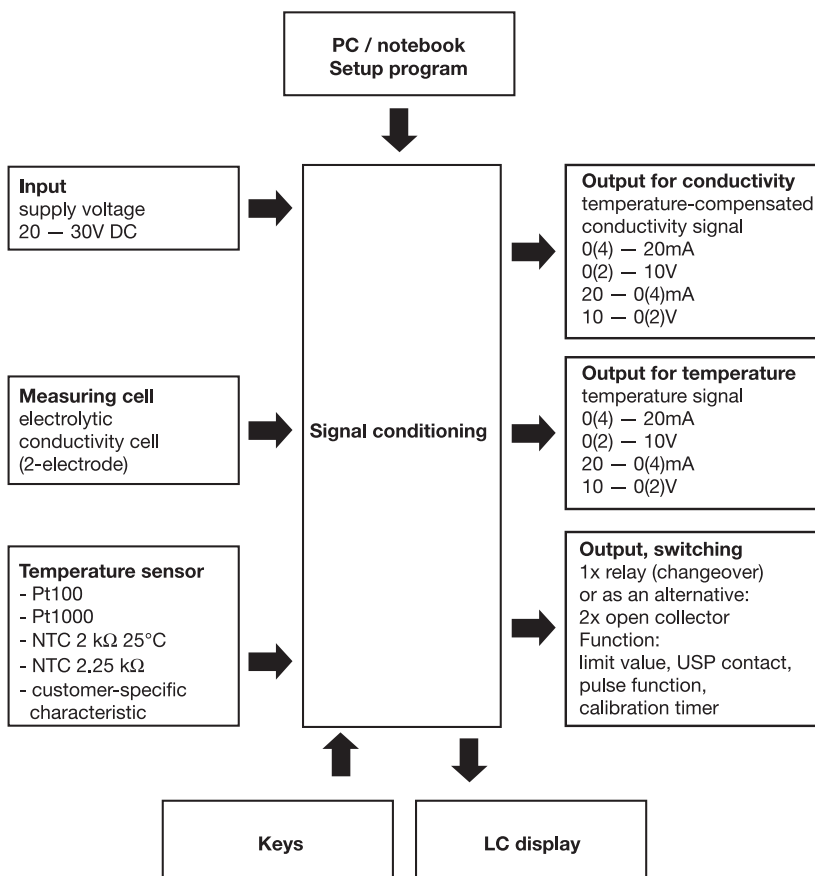 PC / notebook
Setup program
Input
supply voltage
20 — 30V DC
Measuring cell
electrolytic
conductivity cell
(2-electrode)
Temperature sensor
- Pt100
- Pt1000
- NTC 2 kΩ 25°C
- NTC 2.25 kΩ
- customer-specific
characteristic
Signal conditioning
Output for conductivity
temperature-compensated
conductivity signal
0(4) — 20mA
0(2) — 10V
20 — 0(4)mA
10 — 0(2)V
Output for temperature
temperature signal
0(4) — 20mA
0(2) — 10V
20 — 0(4)mA
10 — 0(2)V
Output, switching
1x relay (changeover)
or as an alternative:
2x open collector
Function:
limit value, USP contact,
pulse function,
calibration timer
Keys
LC display